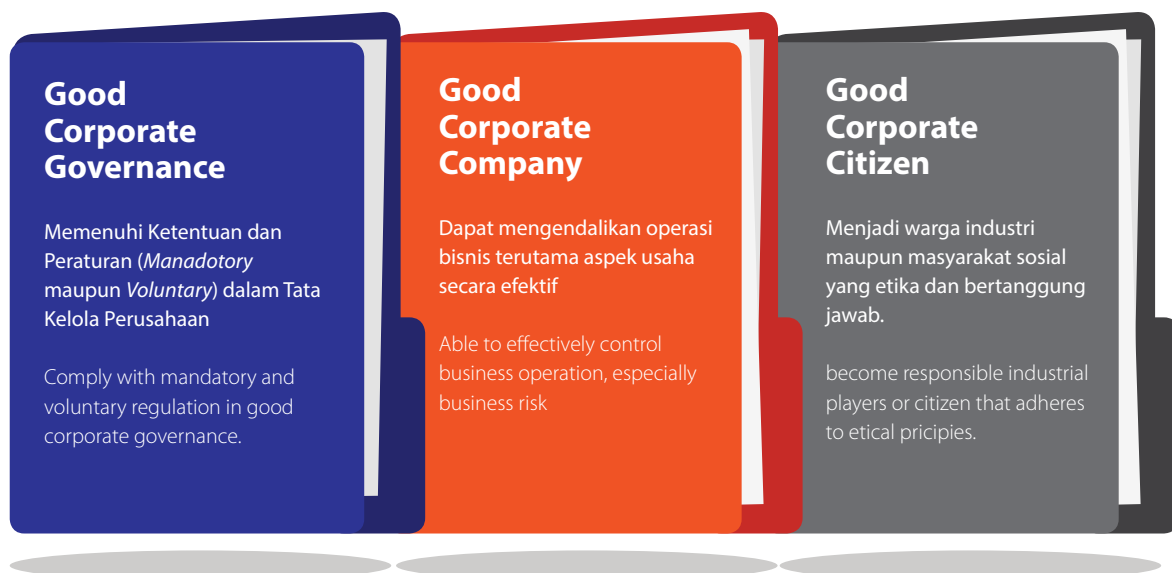 Good
Corporate
Governance
Memenuhi Ketentuan dan
Peraturan (Manadotory
maupun Voluntary) dalam Tata
Kelola Perusahaan
Comply with mandatory and
voluntary regulation in good
corporate governance.
Good
Corporate
Company
Dapat mengendalikan operasi
bisnis terutama aspek usaha
secara efektif
Able to effectively control
business operation, especially
business risk
Good
Corporate
Citizen
Menjadi warga industri
maupun masyarakat sosial
yang etika dan bertanggung
jawab.
become responsible industrial
players or citizen that adheres
to etical pricipies.